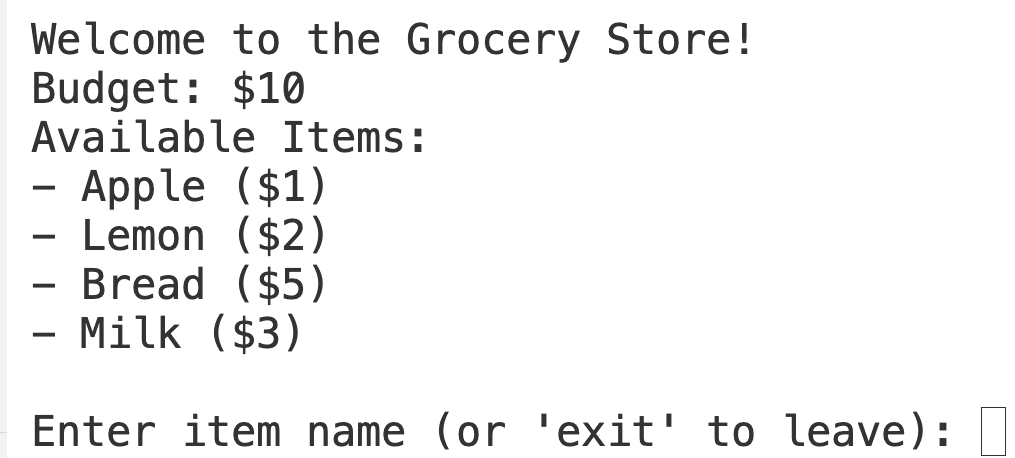 Welcome to the Grocery Store!
Budget: $10
Available Items:
– Apple ($1)
– Lemon ($2)
– Bread ($5)
– Milk ($3)
Enter item name (or 'exit' to leave):